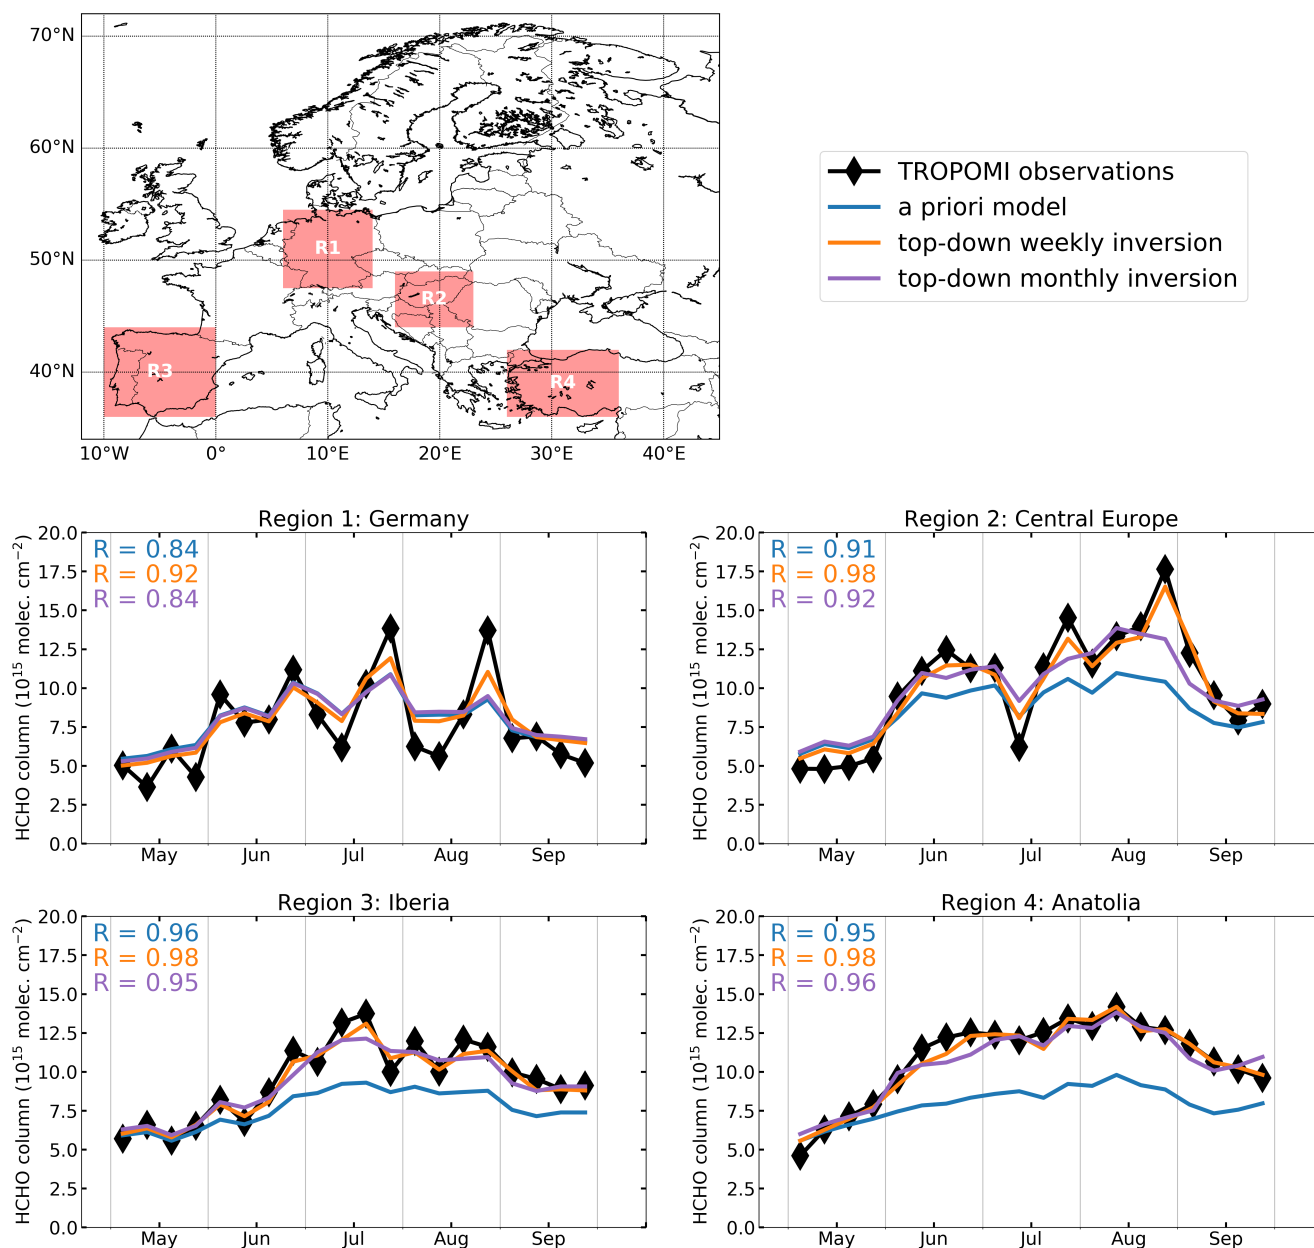 70°N
60°N
50°N
40°N
10°W 0° 10°E 20°E 30°E 40°E
R1
R2
R3
R4
TROPOMI observations
a priori model
top-down weekly inversion
top-down monthly inversion
Region 1: Germany
HCHO column (10¹⁵ molec. cm⁻²)
20.0
17.5
15.0
12.5
10.0
7.5
5.0
2.5
0.0
R = 0.84
R = 0.92
R = 0.84
May Jun Jul Aug Sep
Region 2: Central Europe
HCHO column (10¹⁵ molec. cm⁻²)
20.0
17.5
15.0
12.5
10.0
7.5
5.0
2.5
0.0
R = 0.91
R = 0.98
R = 0.92
May Jun Jul Aug Sep
Region 3: Iberia
HCHO column (10¹⁵ molec. cm⁻²)
20.0
17.5
15.0
12.5
10.0
7.5
5.0
2.5
0.0
R = 0.96
R = 0.98
R = 0.95
May Jun Jul Aug Sep
Region 4: Anatolia
HCHO column (10¹⁵ molec. cm⁻²)
20.0
17.5
15.0
12.5
10.0
7.5
5.0
2.5
0.0
R = 0.95
R = 0.98
R = 0.96
May Jun Jul Aug Sep